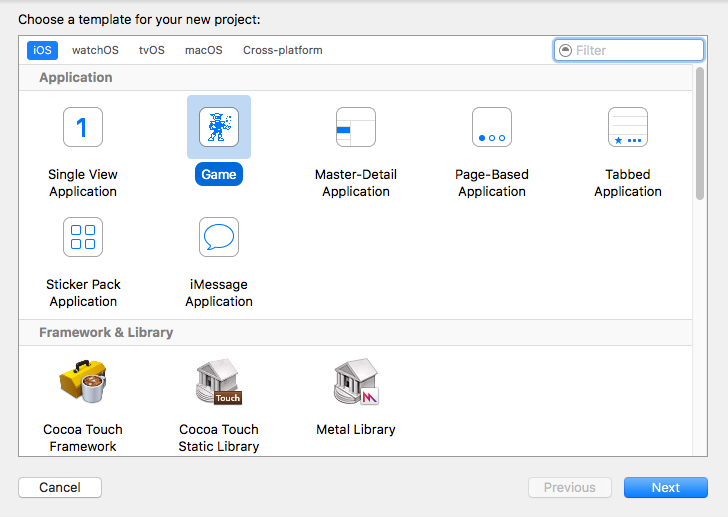 Choose a template for your new project:
iOS watchOS tvOS macOS Cross-platform Filter
Application
1
Single View Application
Game
Master-Detail Application
Page-Based Application
Tabbed Application
Sticker Pack Application
iMessage Application
Framework & Library
Touch
Cocoa Touch Framework
Cocoa Touch Static Library
Metal Library
Cancel Previous Next